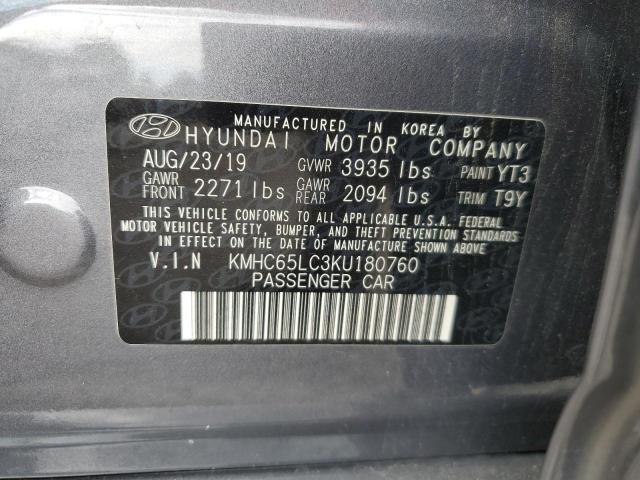 MANUFACTURED IN KOREA BY
HYUNDAI MOTOR COMPANY
AUG/23/19 GVWR 3935 lbs PAINT YT3
GAWR FRONT 2271 lbs GAWR REAR 2094 lbs TRIM T9Y
THIS VEHICLE CONFORMS TO ALL APPLICABLE U.S.A. FEDERAL
MOTOR VEHICLE SAFETY, BUMPER, AND THEFT PREVENTION STANDARDS
IN EFFECT ON THE DATE OF MANUFACTURE SHOWN ABOVE
V.I.N KMHC65LC3KU180760
PASSENGER CAR